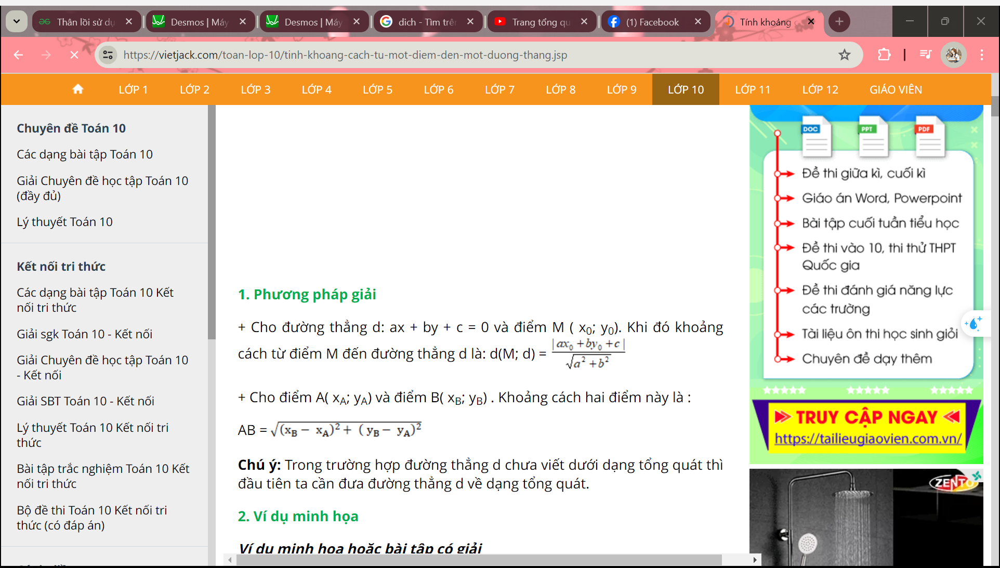 Thân lồi sử dụ
Desmos | Máy
Desmos | Máy
dich - Tìm trên
Trang tổng qu
(1) Facebook
Tính khoảng c
https://vietjack.com/toan-lop-10/tinh-khoang-cach-tu-mot-diem-den-mot-duong-thang.jsp
LỚP 1
LỚP 2
LỚP 3
LỚP 4
LỚP 5
LỚP 6
LỚP 7
LỚP 8
LỚP 9
LỚP 10
LỚP 11
LỚP 12
GIÁO VIÊN
Chuyên đề Toán 10
Các dạng bài tập Toán 10
Giải Chuyên đề học tập Toán 10
(đầy đủ)
Lý thuyết Toán 10
Kết nối tri thức
Các dạng bài tập Toán 10 Kết
nối tri thức
Giải sgk Toán 10 - Kết nối
Giải Chuyên đề học tập Toán 10
- Kết nối
Giải SBT Toán 10 - Kết nối
Lý thuyết Toán 10 Kết nối tri
thức
Bài tập trắc nghiệm Toán 10 Kết
nối tri thức
Bộ đề thi Toán 10 Kết nối tri
thức (có đáp án)
1. Phương pháp giải
+ Cho đường thẳng d: ax + by + c = 0 và điểm M ( x₀; y₀). Khi đó khoảng
cách từ điểm M đến đường thẳng d là: d(M; d) = |ax₀ + by₀ + c| / √(a² + b²)
+ Cho điểm A( x_A; y_A) và điểm B( x_B; y_B) . Khoảng cách hai điểm này là :
AB = √((x_B − x_A)² + (y_B − y_A)²)
Chú ý: Trong trường hợp đường thẳng d chưa viết dưới dạng tổng quát thì
đầu tiên ta cần đưa đường thẳng d về dạng tổng quát.
2. Ví dụ minh họa
Ví dụ minh họa hoặc bài tập có giải
DOC
PPT
PDF
Đề thi giữa kì, cuối kì
Giáo án Word, Powerpoint
Bài tập cuối tuần tiểu học
Đề thi vào 10, thi thử THPT
Quốc gia
Đề thi đánh giá năng lực
các trường
Tài liệu ôn thi học sinh giỏi
Chuyên đề dạy thêm
TRUY CẬP NGAY
https://tailieugiaovien.com.vn/
ZENTO